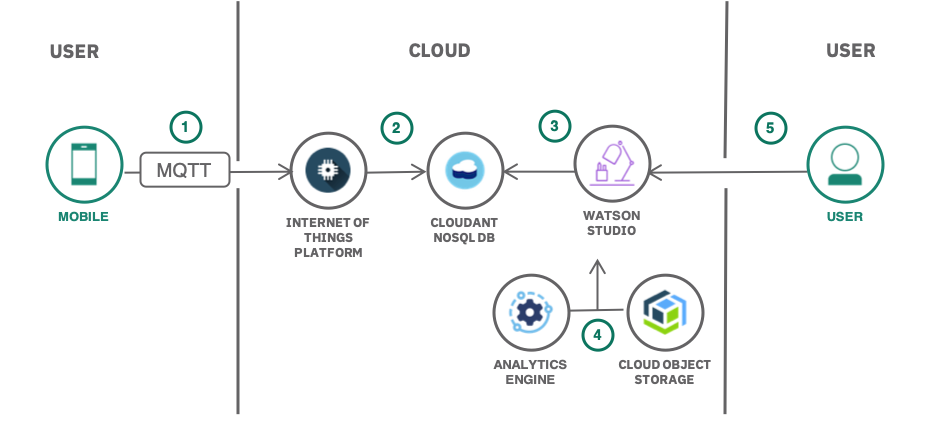 USER
CLOUD
USER
1
2
3
5
MQTT
MOBILE
INTERNET OF
THINGS
PLATFORM
CLOUDANT
NOSQL DB
WATSON
STUDIO
USER
4
ANALYTICS
ENGINE
CLOUD OBJECT
STORAGE